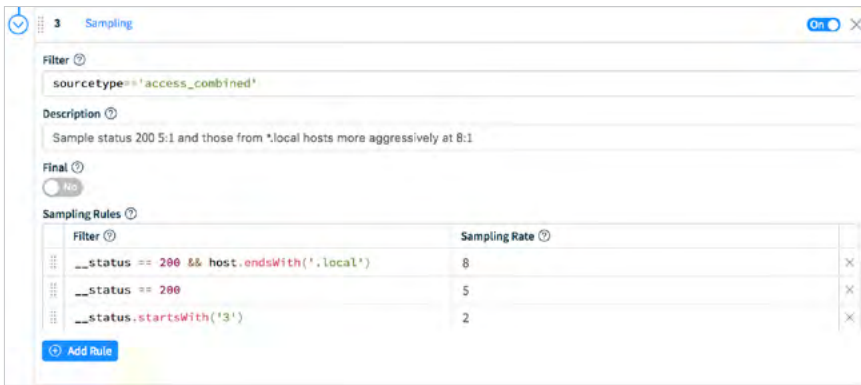 3 Sampling On
Filter
sourcetype=='access_combined'
Description
Sample status 200 5:1 and those from *.local hosts more aggressively at 8:1
Final
No
Sampling Rules
Filter Sampling Rate
__status == 200 && host.endsWith('.local') 8
__status == 200 5
__status.startsWith('3') 2
Add Rule